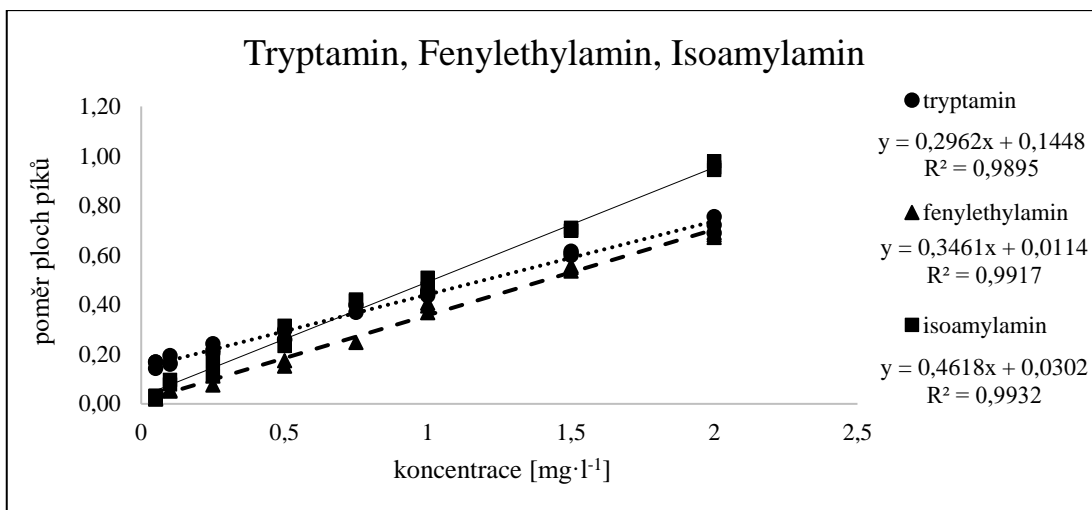 Tryptamin, Fenylethylamin, Isoamylamin
1,20
1,00
0,80
0,60
0,40
0,20
0,00
poměr ploch píků
0
0,5
1
1,5
2
2,5
koncentrace [mg·l⁻¹]
tryptamin
y = 0,2962x + 0,1448
R² = 0,9895
fenylethylamin
y = 0,3461x + 0,0114
R² = 0,9917
isoamylamin
y = 0,4618x + 0,0302
R² = 0,9932